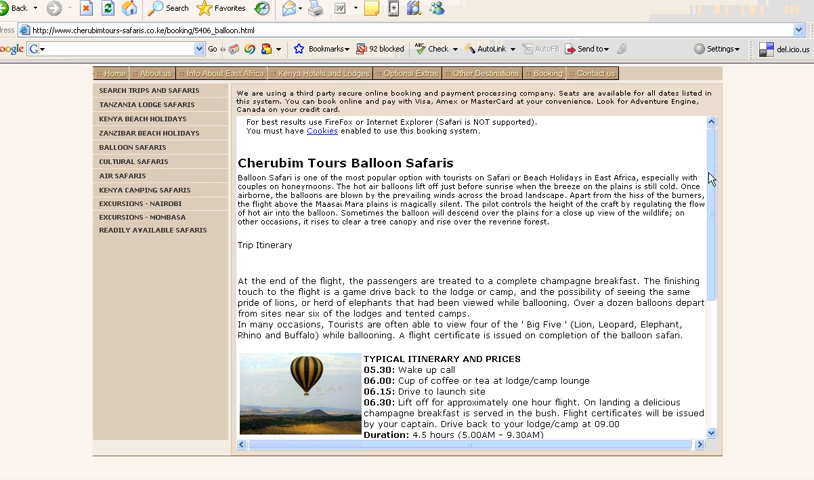 Back
Search
Favorites
ress
http://www.cherubimtours-safaris.co.ke/booking/5406_balloon.html
oogle G
Go
Bookmarks
92 blocked
Check
AutoLink
AutoFill
Send to
Settings
del.icio.us
:: Home :: About us :: Info About East Africa :: Kenya Hotels and Lodges :: Optional Extras :: Other Destinations :: Booking :: Contact us
SEARCH TRIPS AND SAFARIS
TANZANIA LODGE SAFARIS
KENYA BEACH HOLIDAYS
ZANZIBAR BEACH HOLIDAYS
BALLOON SAFARIS
CULTURAL SAFARIS
AIR SAFARIS
KENYA CAMPING SAFARIS
EXCURSIONS - NAIROBI
EXCURSIONS - MOMBASA
READILY AVAILABLE SAFARIS
We are using a third party secure online booking and payment processing company. Seats are available for all dates listed in
this system. You can book online and pay with Visa, Amex or MasterCard at your convenience. Look for Adventure Engine,
Canada on your credit card.
For best results use FireFox or Internet Explorer (Safari is NOT supported).
You must have Cookies enabled to use this booking system.
Cherubim Tours Balloon Safaris
Balloon Safari is one of the most popular option with tourists on Safari or Beach Holidays in East Africa, especially with
couples on honeymoons. The hot air balloons lift off just before sunrise when the breeze on the plains is still cold. Once
airborne, the balloons are blown by the prevailing winds across the broad landscape. Apart from the hiss of the burners,
the flight above the Maasai Mara plains is magically silent. The pilot controls the height of the craft by regulating the flow
of hot air into the balloon. Sometimes the balloon will descend over the plains for a close up view of the wildlife; on
other occasions, it rises to clear a tree canopy and rise over the reverine forest.
Trip Itinerary
At the end of the flight, the passengers are treated to a complete champagne breakfast. The finishing
touch to the flight is a game drive back to the lodge or camp, and the possibility of seeing the same
pride of lions, or herd of elephants that had been viewed while ballooning. Over a dozen balloons depart
from sites near six of the lodges and tented camps.
In many occasions, Tourists are often able to view four of the ' Big Five ' (Lion, Leopard, Elephant,
Rhino and Buffalo) while ballooning. A flight certificate is issued on completion of the balloon safari.
TYPICAL ITINERARY AND PRICES
05.30: Wake up call
06.00: Cup of coffee or tea at lodge/camp lounge
06.15: Drive to launch site
06.30: Lift off for approximately one hour flight. On landing a delicious
champagne breakfast is served in the bush. Flight certificates will be issued
by your captain. Drive back to your lodge/camp at 09.00
Duration: 4.5 hours (5.00AM - 9.30AM)